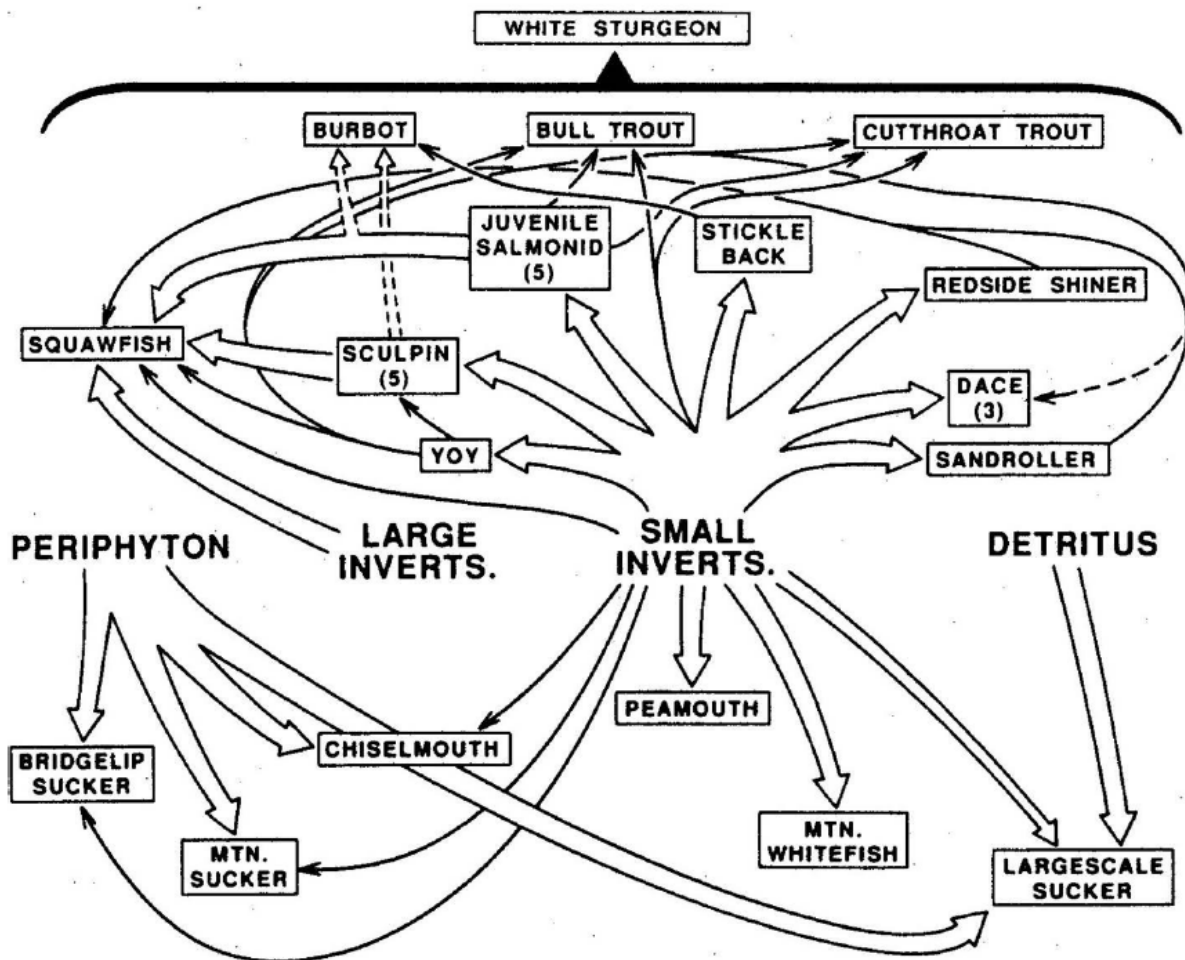 WHITE STURGEON
BURBOT
BULL TROUT
CUTTHROAT TROUT
JUVENILE
SALMONID
(5)
STICKLE
BACK
REDSIDE SHINER
SQUAWFISH
SCULPIN
(5)
DACE
(3)
YOY
SANDROLLER
PERIPHYTON
LARGE
INVERTS.
SMALL
INVERTS.
DETRITUS
PEAMOUTH
CHISELMOUTH
BRIDGELIP
SUCKER
MTN.
SUCKER
MTN.
WHITEFISH
LARGESCALE
SUCKER